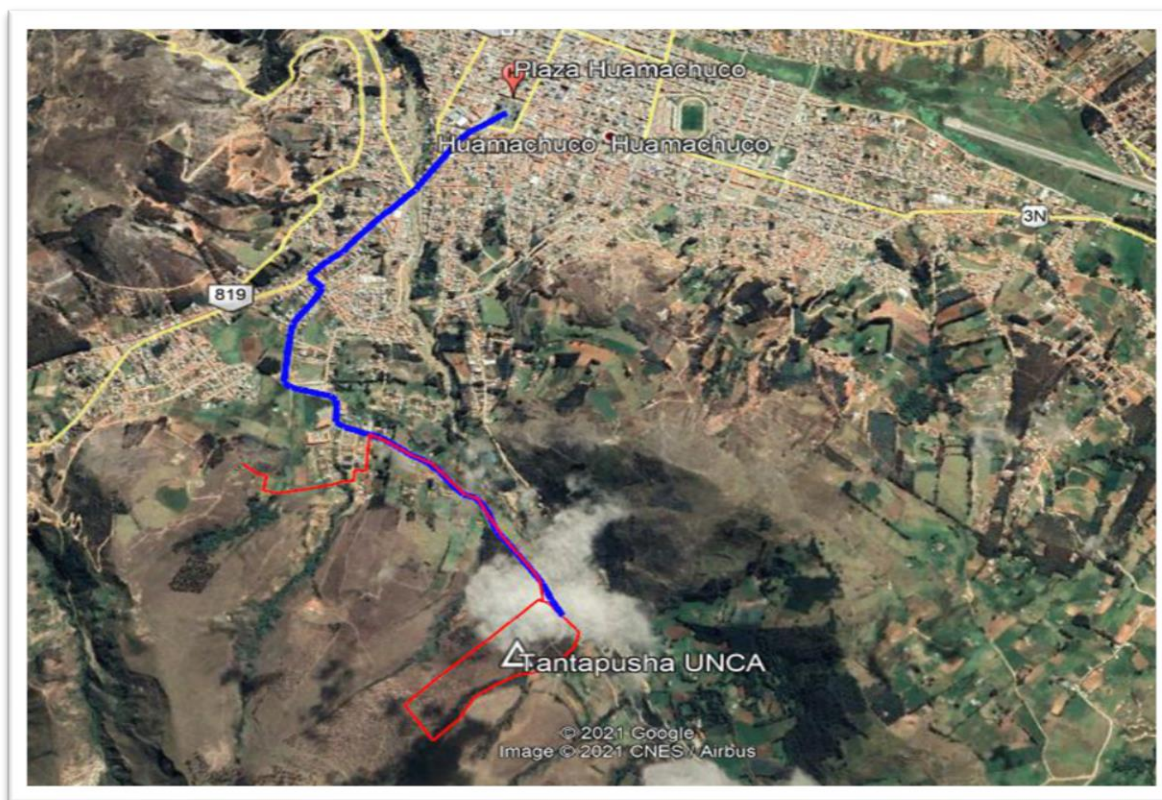 Plaza Huamachuco
Huamachuco Huamachuco
3N
819
Tantapusha UNCA
© 2021 Google
Image © 2021 CNES / Airbus